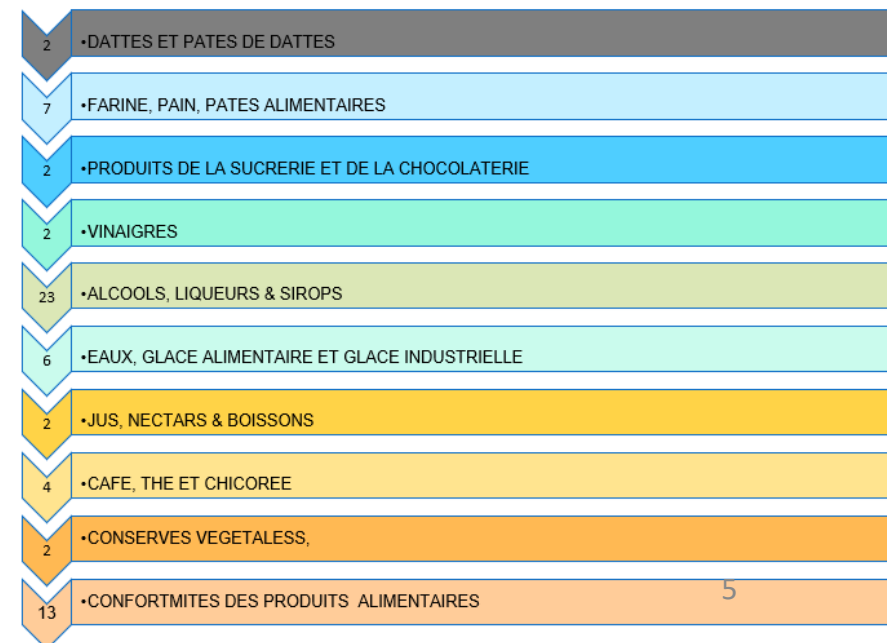 2 •DATTES ET PATES DE DATTES
7 •FARINE, PAIN, PATES ALIMENTAIRES
2 •PRODUITS DE LA SUCRERIE ET DE LA CHOCOLATERIE
2 •VINAIGRES
23 •ALCOOLS, LIQUEURS & SIROPS
6 •EAUX, GLACE ALIMENTAIRE ET GLACE INDUSTRIELLE
2 •JUS, NECTARS & BOISSONS
4 •CAFE, THE ET CHICOREE
2 •CONSERVES VEGETALESS,
13 •CONFORTMITES DES PRODUITS ALIMENTAIRES
5